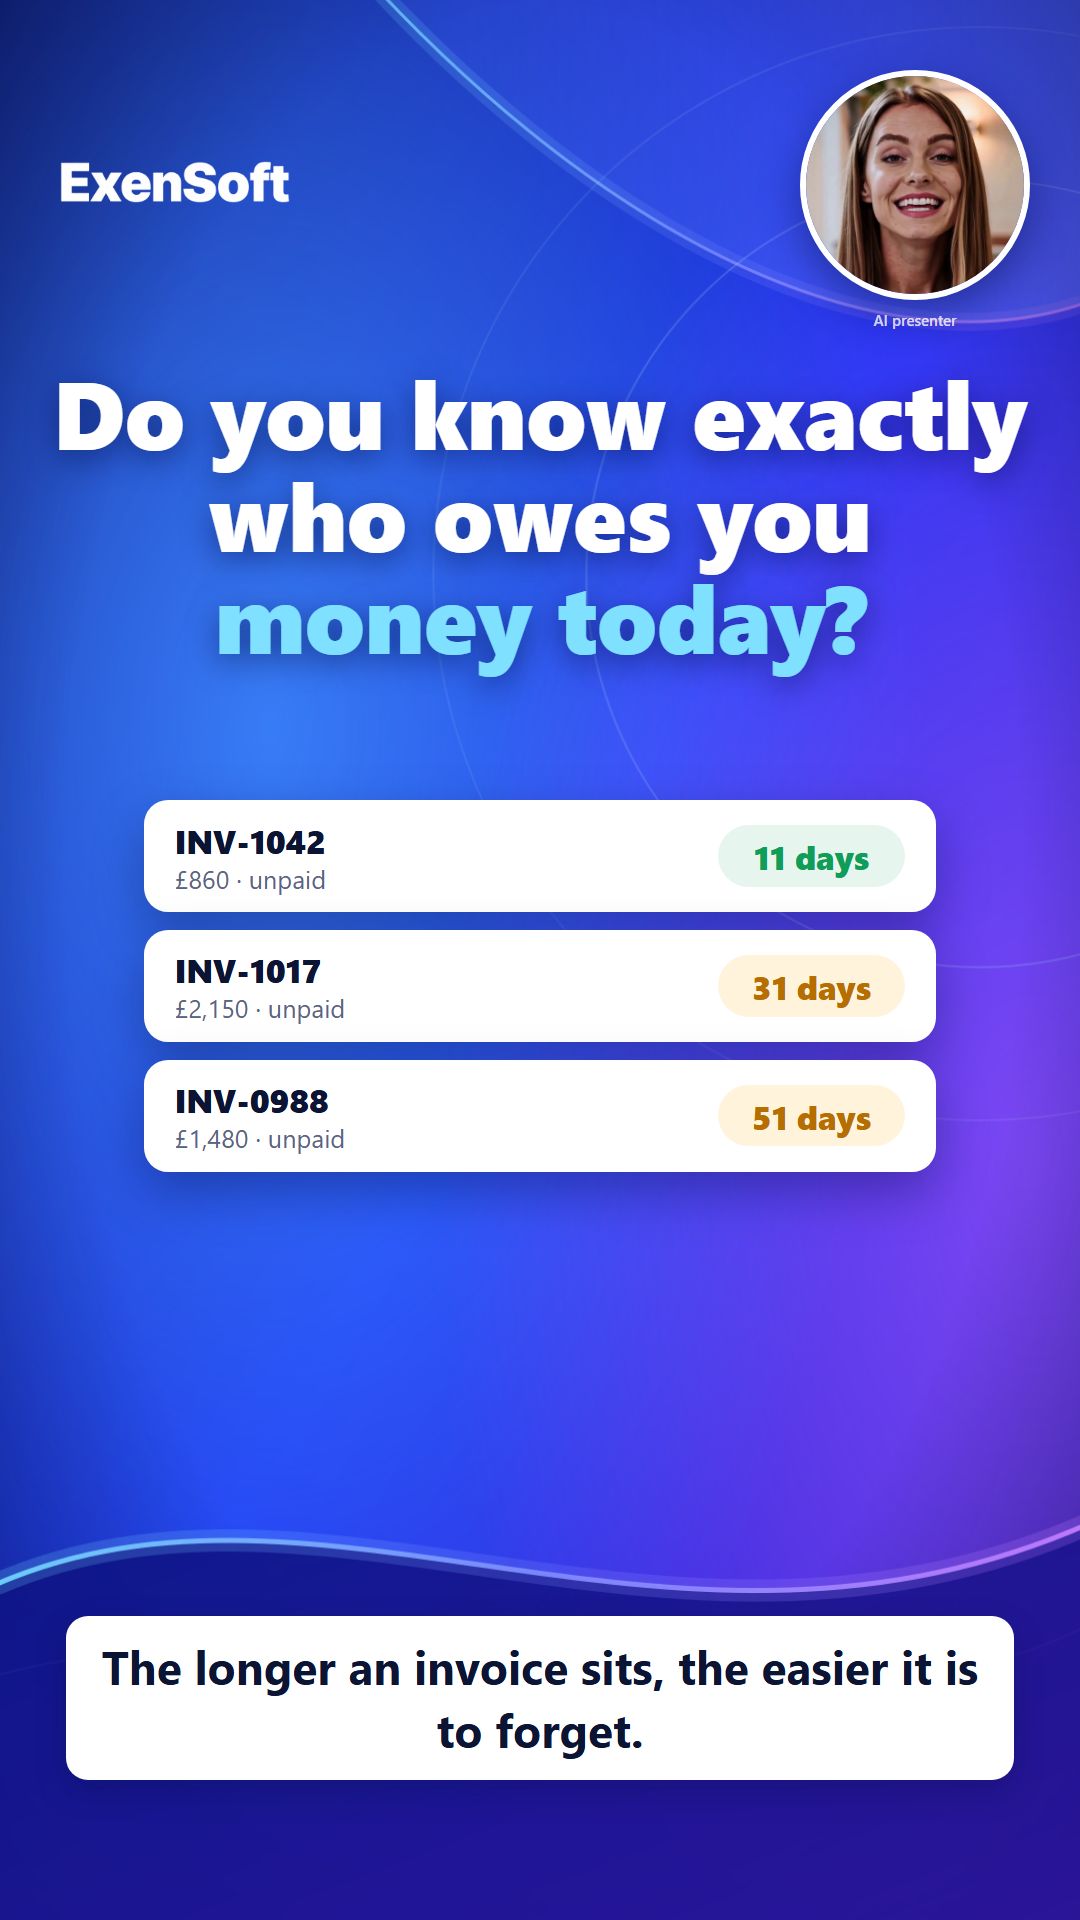 ExenSoft
AI presenter
Do you know exactly
who owes you
money today?
INV-1042
£860 · unpaid
11 days
INV-1017
£2,150 · unpaid
31 days
INV-0988
£1,480 · unpaid
51 days
The longer an invoice sits, the easier it is
to forget.